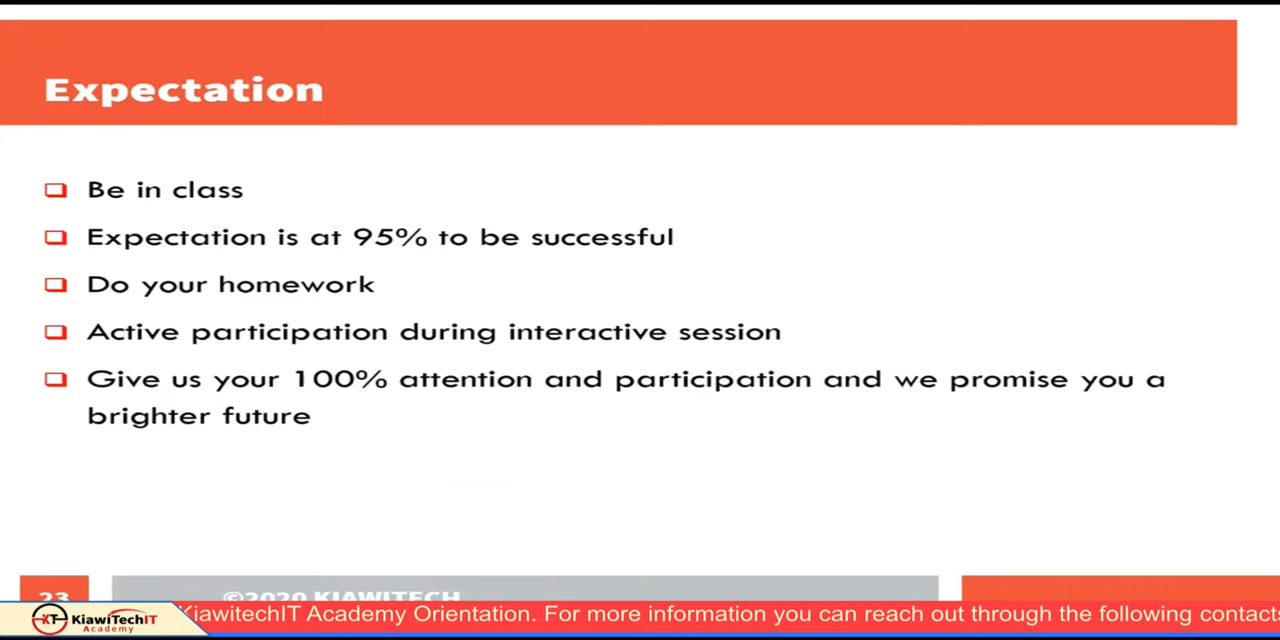 Expectation
Be in class
Expectation is at 95% to be successful
Do your homework
Active participation during interactive session
Give us your 100% attention and participation and we promise you a
brighter future
23
©2020 KIAWITECH
KT KiawiTechIT
Academy
KiawitechIT Academy Orientation. For more information you can reach out through the following contacts